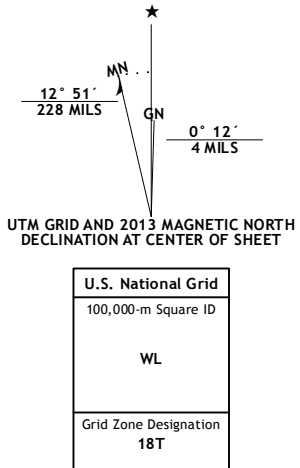 ★
MN
GN
12° 51´
228 MILS
0° 12´
4 MILS
UTM GRID AND 2013 MAGNETIC NORTH
DECLINATION AT CENTER OF SHEET
U.S. National Grid
100,000-m Square ID
WL
Grid Zone Designation
18T